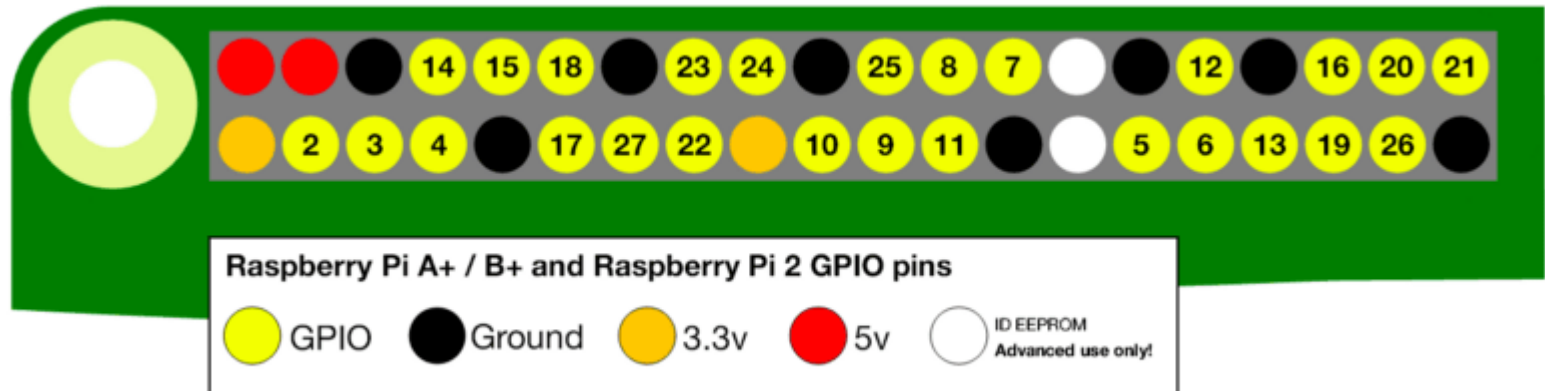 14 15 18 23 24 25 8 7 12 16 20 21
2 3 4 17 27 22 10 9 11 5 6 13 19 26
Raspberry Pi A+ / B+ and Raspberry Pi 2 GPIO pins
GPIO Ground 3.3v 5v ID EEPROM
Advanced use only!